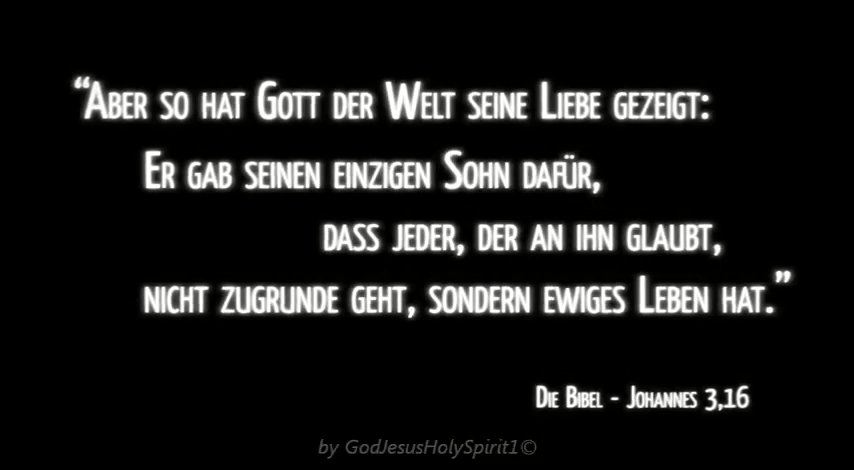 “Aber so hat Gott der Welt seine Liebe gezeigt:
Er gab seinen einzigen Sohn dafür,
dass jeder, der an ihn glaubt,
nicht zugrunde geht, sondern ewiges Leben hat.”
Die Bibel - Johannes 3,16
by GodJesusHolySpirit1©